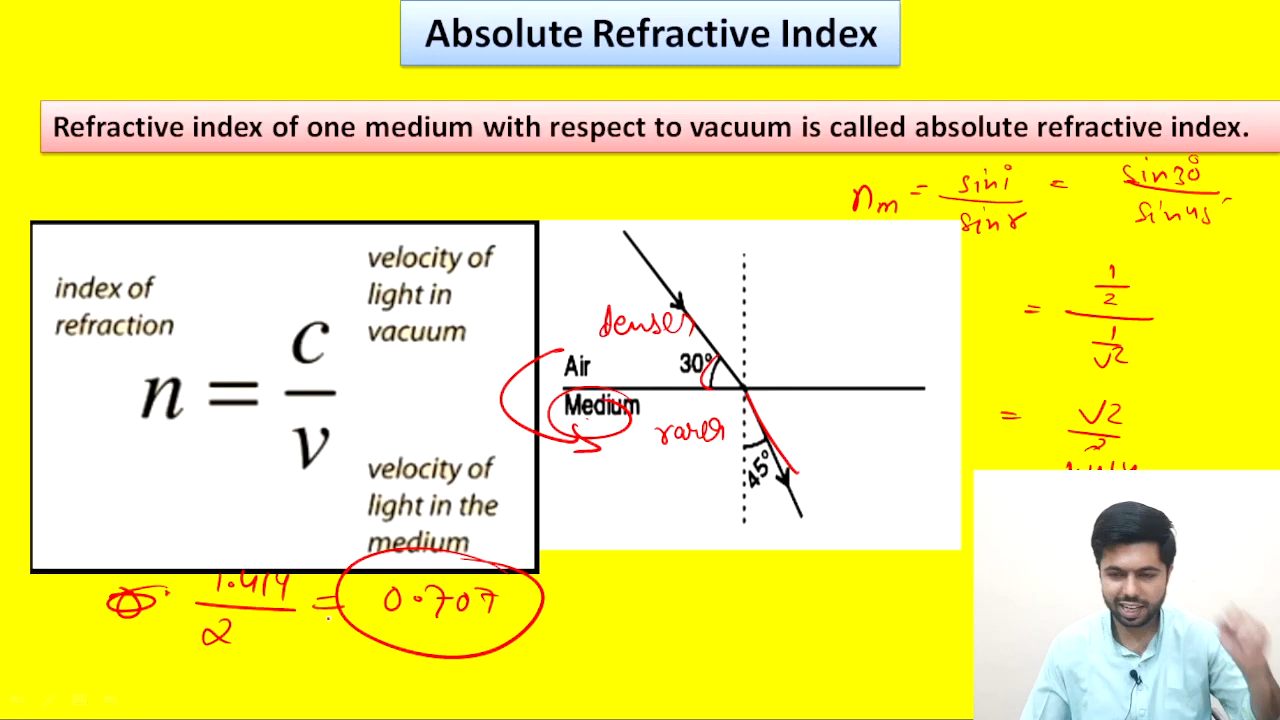 Absolute Refractive Index
Refractive index of one medium with respect to vacuum is called absolute refractive index.
nm = sini / sinr = sin30° / sin45°
= 1/2 / 1/√2
= √2 / 2
index of refraction
velocity of light in vacuum
n = c / v
velocity of light in the medium
denser
Air
30°
Medium
rarer
45°
1.414 / 2 = 0.707